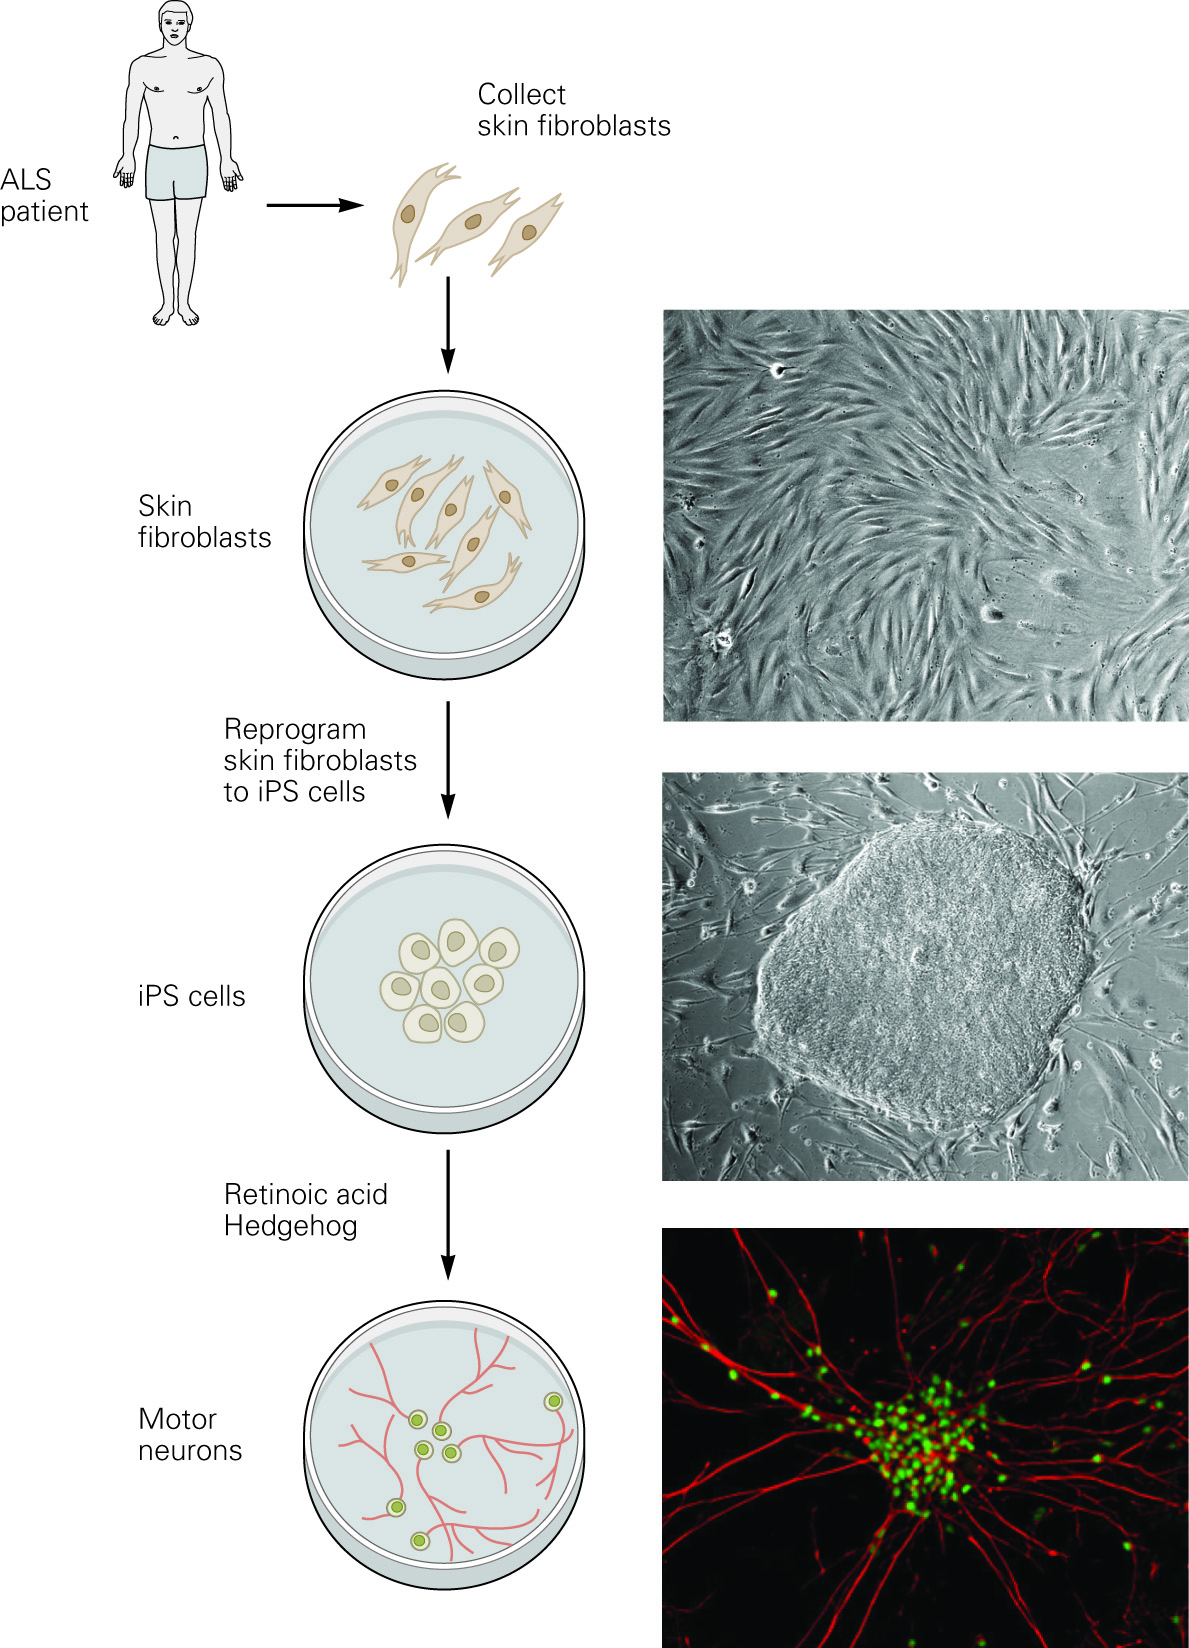 Collect
skin fibroblasts
ALS
patient
Skin
fibroblasts
Reprogram
skin fibroblasts
to iPS cells
iPS cells
Retinoic acid
Hedgehog
Motor
neurons